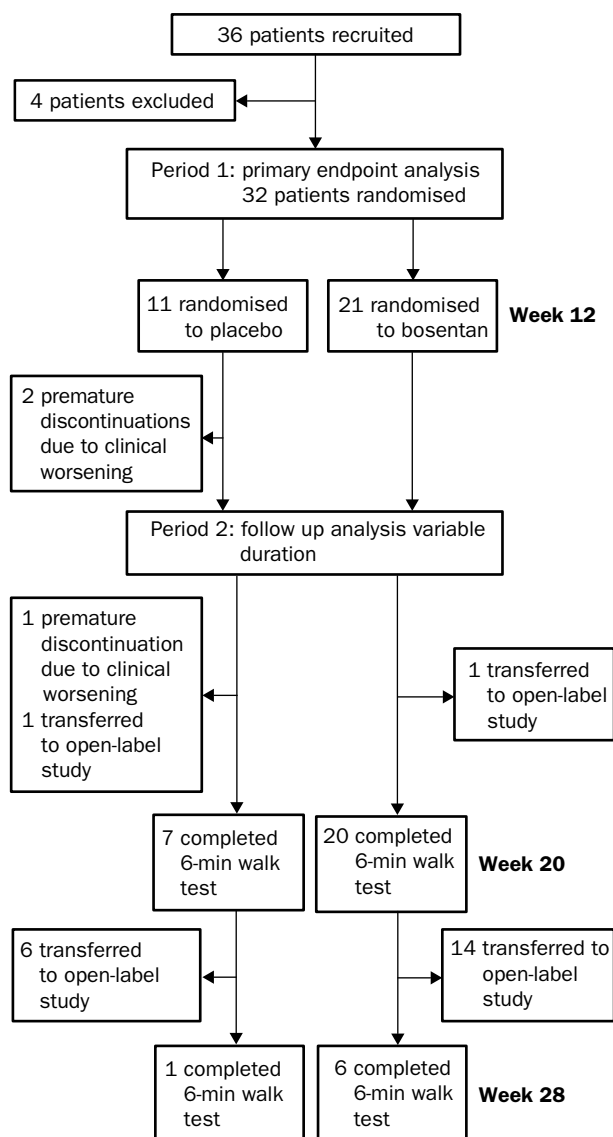 36 patients recruited
4 patients excluded
Period 1: primary endpoint analysis
32 patients randomised
11 randomised
to placebo
21 randomised
to bosentan
Week 12
2 premature
discontinuations
due to clinical
worsening
Period 2: follow up analysis variable
duration
1 premature
discontinuation
due to clinical
worsening
1 transferred
to open-label
study
1 transferred
to open-label
study
7 completed
6-min walk
test
20 completed
6-min walk
test
Week 20
6 transferred
to open-label
study
14 transferred to
open-label
study
1 completed
6-min walk
test
6 completed
6-min walk
test
Week 28